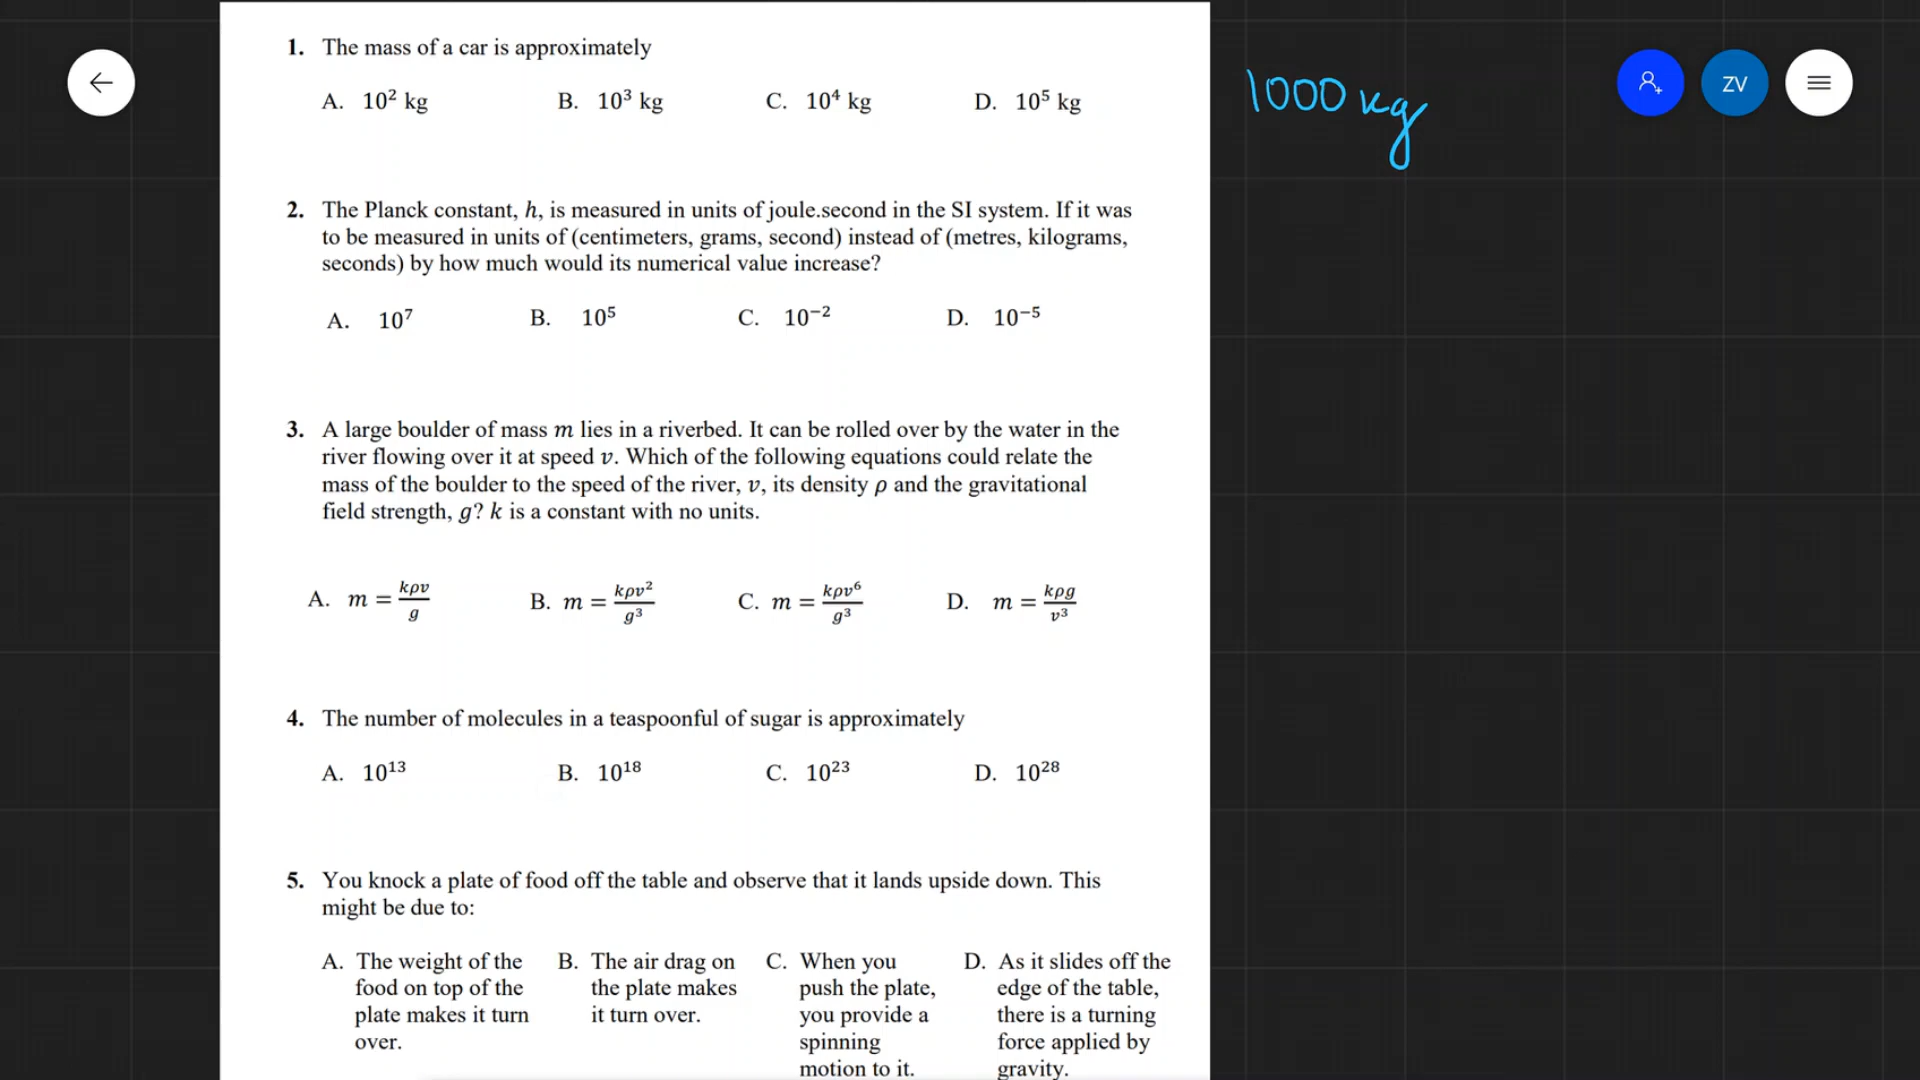 1. The mass of a car is approximately
A. 10² kg B. 10³ kg C. 10⁴ kg D. 10⁵ kg
1000 kg
ZV
2. The Planck constant, h, is measured in units of joule.second in the SI system. If it was
to be measured in units of (centimeters, grams, second) instead of (metres, kilograms,
seconds) by how much would its numerical value increase?
A. 10⁷ B. 10⁵ C. 10⁻² D. 10⁻⁵
3. A large boulder of mass m lies in a riverbed. It can be rolled over by the water in the
river flowing over it at speed v. Which of the following equations could relate the
mass of the boulder to the speed of the river, v, its density ρ and the gravitational
field strength, g? k is a constant with no units.
A. m = kρv/g B. m = kρv²/g³ C. m = kρv⁶/g³ D. m = kρg/v³
4. The number of molecules in a teaspoonful of sugar is approximately
A. 10¹³ B. 10¹⁸ C. 10²³ D. 10²⁸
5. You knock a plate of food off the table and observe that it lands upside down. This
might be due to:
A. The weight of the
food on top of the
plate makes it turn
over.
B. The air drag on
the plate makes
it turn over.
C. When you
push the plate,
you provide a
spinning
motion to it.
D. As it slides off the
edge of the table,
there is a turning
force applied by
gravity.